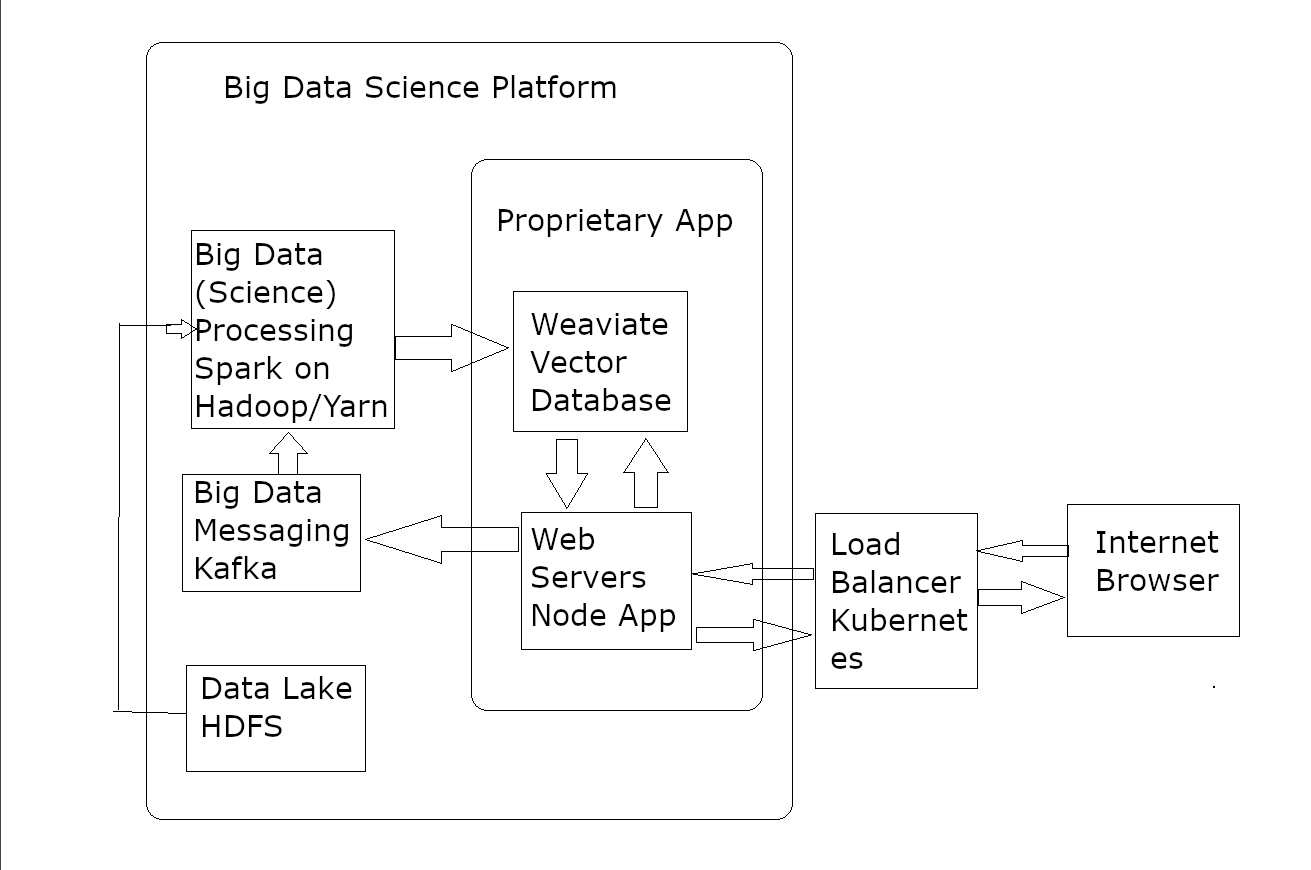 Big Data Science Platform
Proprietary App
Big Data
(Science)
Processing
Spark on
Hadoop/Yarn
Weaviate
Vector
Database
Big Data
Messaging
Kafka
Web
Servers
Node App
Load
Balancer
Kubernet
es
Internet
Browser
Data Lake
HDFS